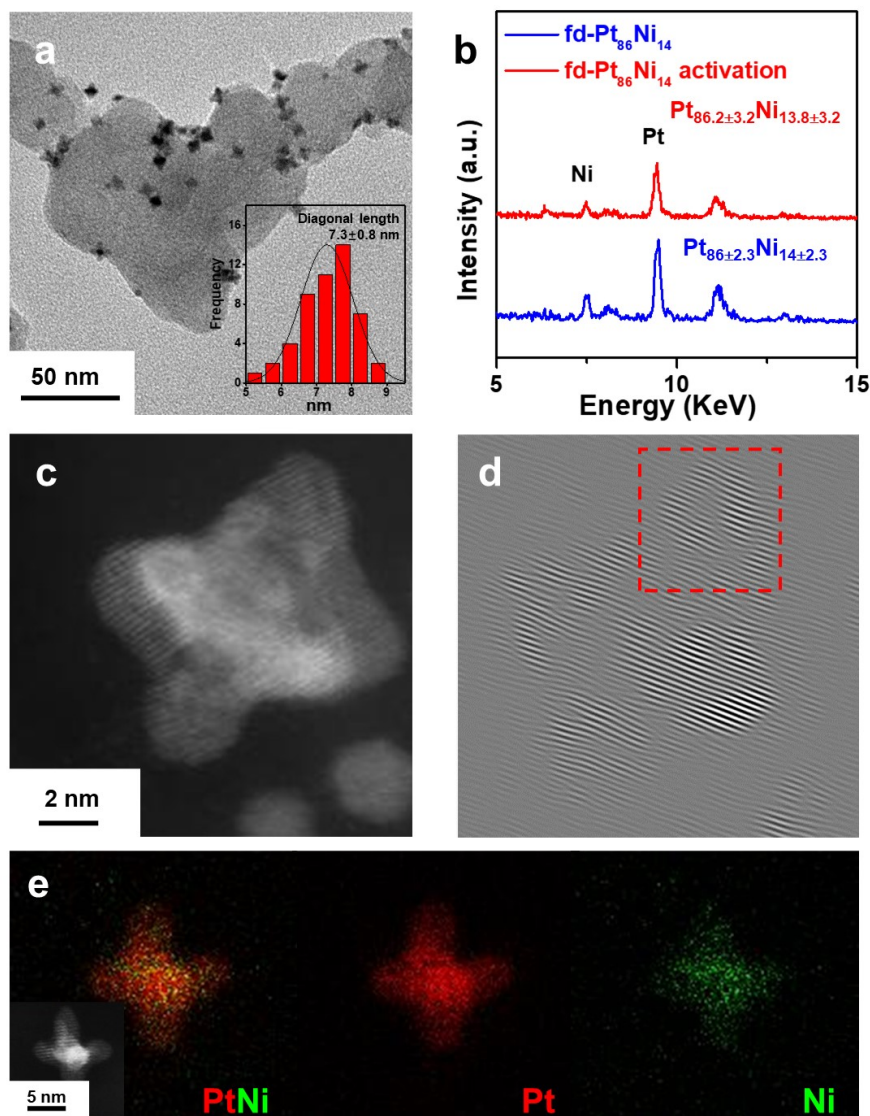 a
Diagonal length
7.3±0.8 nm
Frequency
16
12
8
4
0
5 6 7 8 9
nm
50 nm
b
fd-Pt86Ni14
fd-Pt86Ni14 activation
Pt86.2±3.2Ni13.8±3.2
Pt
Ni
Pt86±2.3Ni14±2.3
Intensity (a.u.)
5 10 15
Energy (KeV)
c
2 nm
d
e
5 nm
PtNi
Pt
Ni